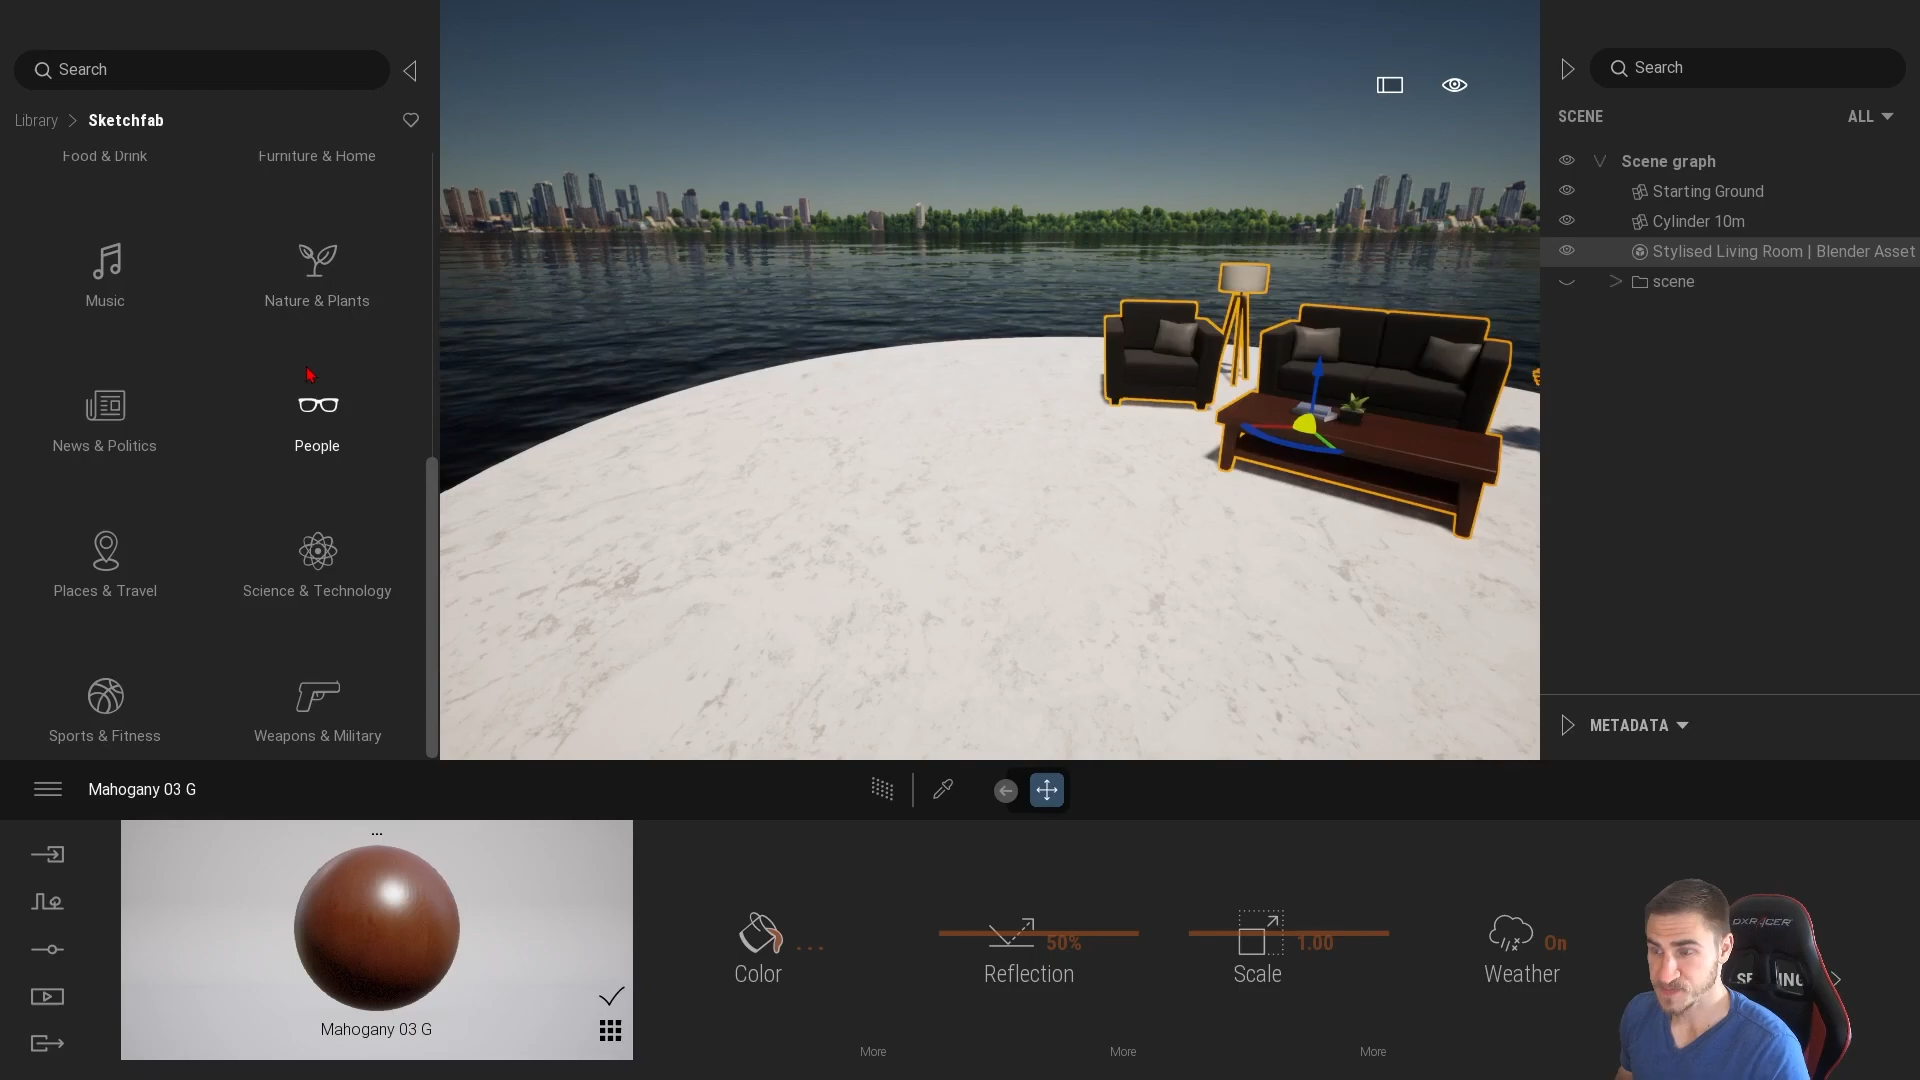 Search
Library > Sketchfab
Food & Drink
Furniture & Home
Music
Nature & Plants
News & Politics
People
Places & Travel
Science & Technology
Sports & Fitness
Weapons & Military
Search
SCENE
ALL
Scene graph
Starting Ground
Cylinder 10m
Stylised Living Room | Blender Asset
scene
METADATA
Mahogany 03 G
...
Mahogany 03 G
Color
...
Reflection
50%
Scale
1.00
Weather
On
More
More
More